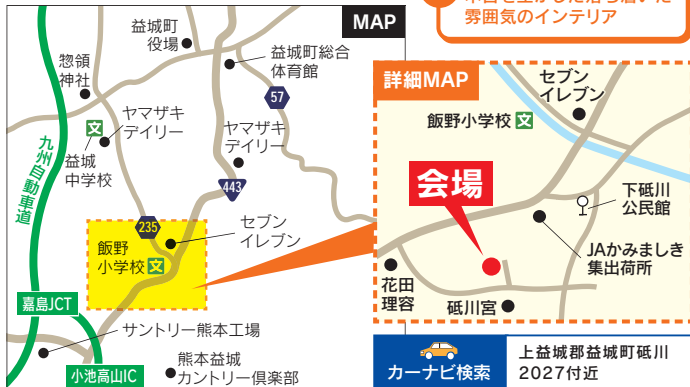 MAP
益城町
役場
益城町総合
体育館
惣領
神社
57
ヤマザキ
デイリー
文
益城
中学校
ヤマザキ
デイリー
九州自動車道
443
235
セブン
イレブン
飯野
小学校
文
嘉島JCT
サントリー熊本工場
小池高山IC
熊本益城
カントリー倶楽部
雰囲気のインテリア
詳細MAP
セブン
イレブン
飯野小学校
文
会場
下砥川
公民館
JAかみましき
集出荷所
花田
理容
砥川宮
カーナビ検索
上益城郡益城町砥川
2027付近